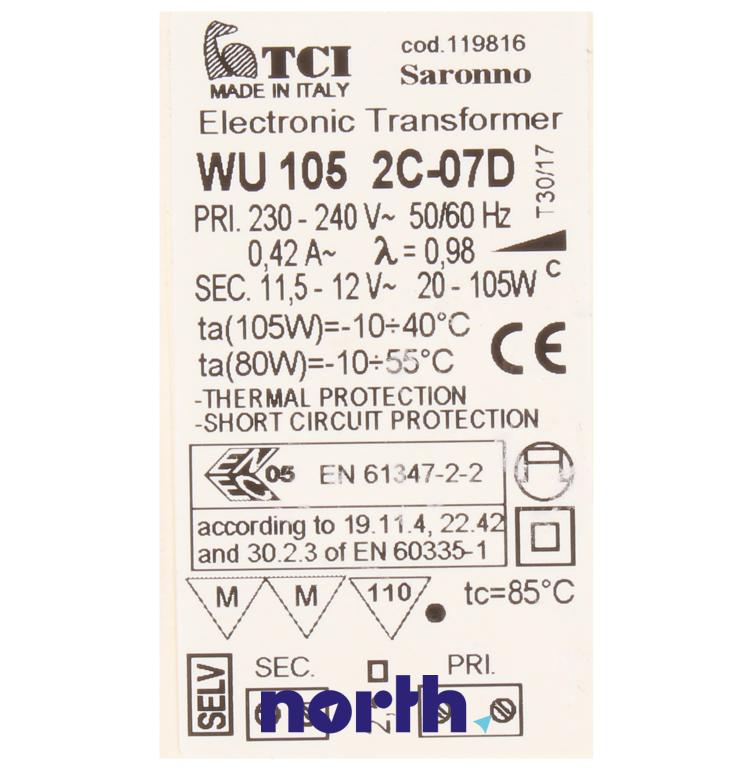 TCI
MADE IN ITALY
cod.119816
Saronno
Electronic Transformer
WU 105 2C-07D
T30/17
PRI. 230 - 240 V~ 50/60 Hz
0,42 A~ λ = 0,98
C
SEC. 11,5 - 12 V~ 20 - 105W
ta(105W)=-10÷40°C
ta(80W)=-10÷55°C
CE
-THERMAL PROTECTION
-SHORT CIRCUIT PROTECTION
ENEC 05 EN 61347-2-2
according to 19.11.4, 22.42
and 30.2.3 of EN 60335-1
M M 110 tc=85°C
SELV
SEC. PRI.
north